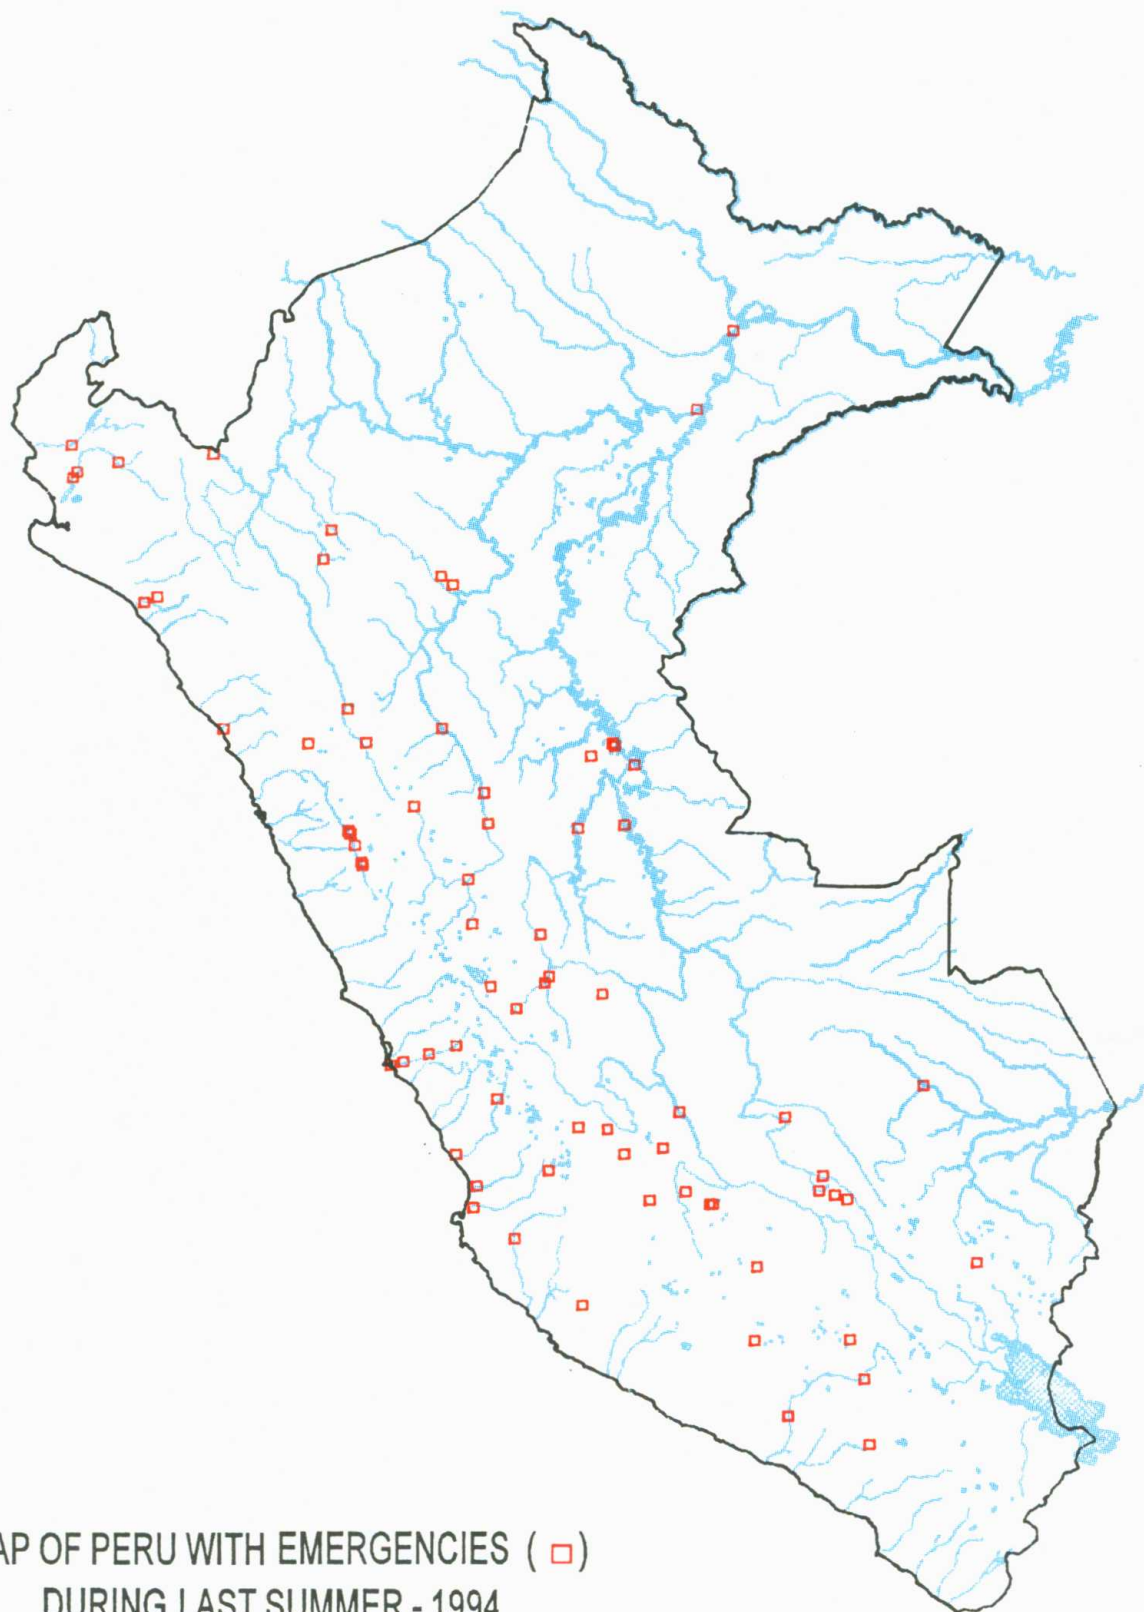 AP OF PERU WITH EMERGENCIES ( □ )
DURING LAST SUMMER - 1994